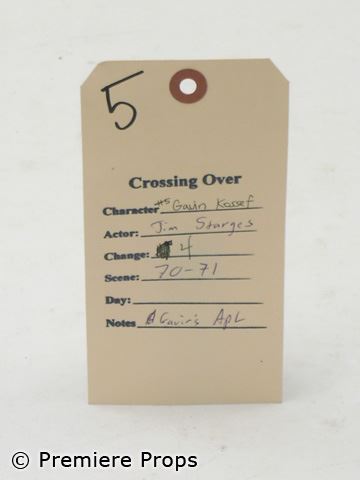 5
Crossing Over
Character #5 Gavin Kossef
Actor: Jim Sturges
Change: 4
Scene: 70-71
Day:
Notes Gavin's Apt
© Premiere Props